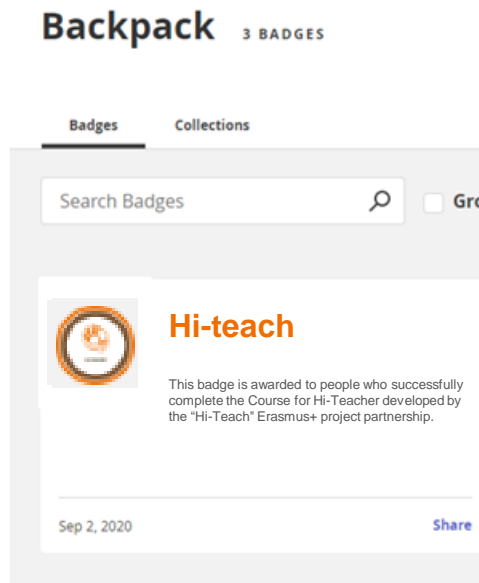 Backpack 3 BADGES
Badges Collections
Search Badges Gro
Hi-teach
This badge is awarded to people who successfully
complete the Course for Hi-Teacher developed by
the “Hi-Teach” Erasmus+ project partnership.
Sep 2, 2020 Share